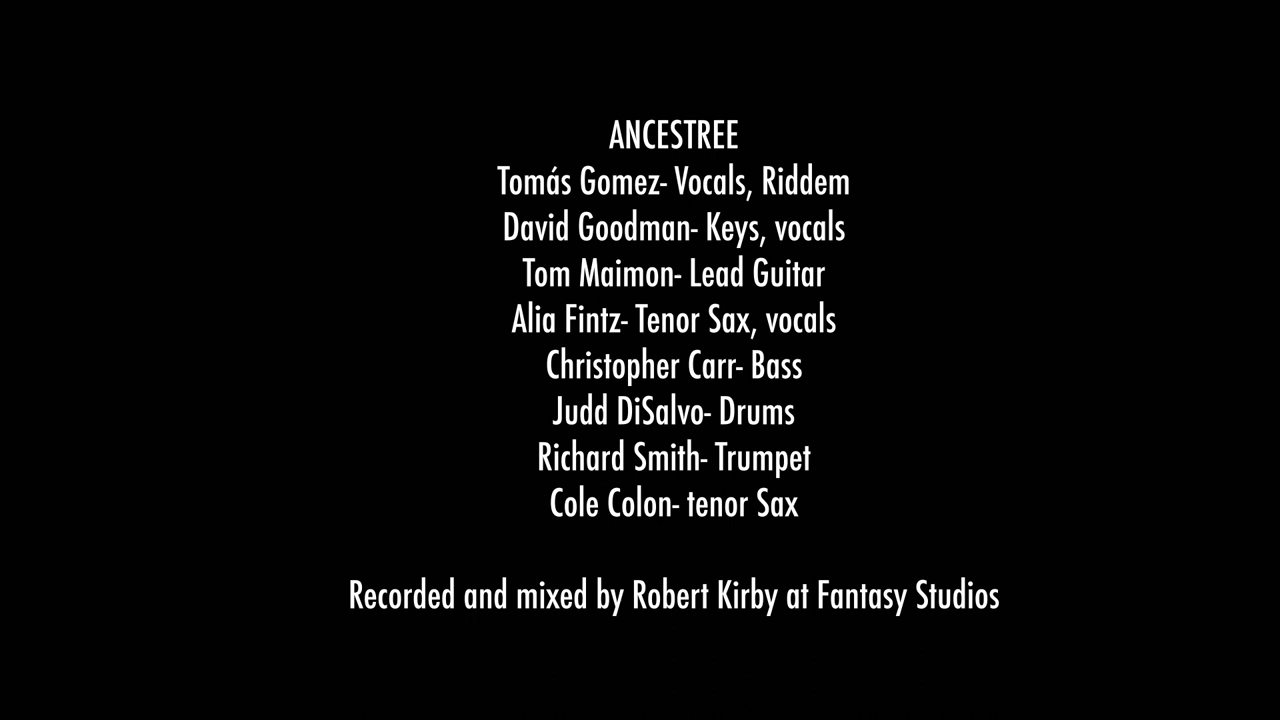 ANCESTREE
Tomás Gomez- Vocals, Riddem
David Goodman- Keys, vocals
Tom Maimon- Lead Guitar
Alia Fintz- Tenor Sax, vocals
Christopher Carr- Bass
Judd DiSalvo- Drums
Richard Smith- Trumpet
Cole Colon- tenor Sax
Recorded and mixed by Robert Kirby at Fantasy Studios